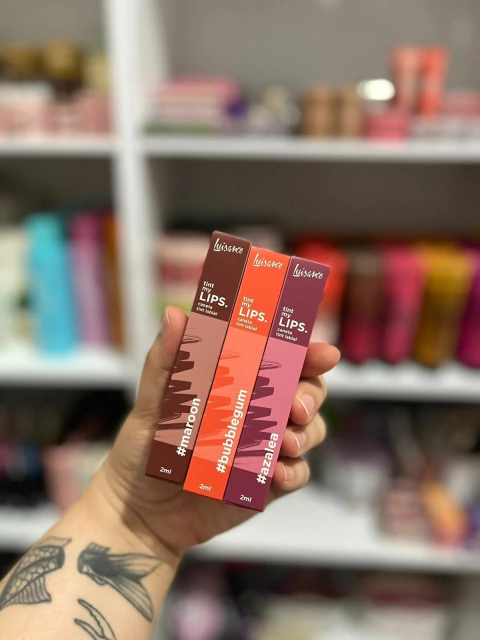 Luisance
tint
my
LIPS.
caneta
tint labial
#maroon
2ml
Luisance
tint
my
LIPS.
caneta
tint labial
#bubblegum
2ml
Luisance
tint
my
LIPS.
caneta
tint labial
#azalea
2ml